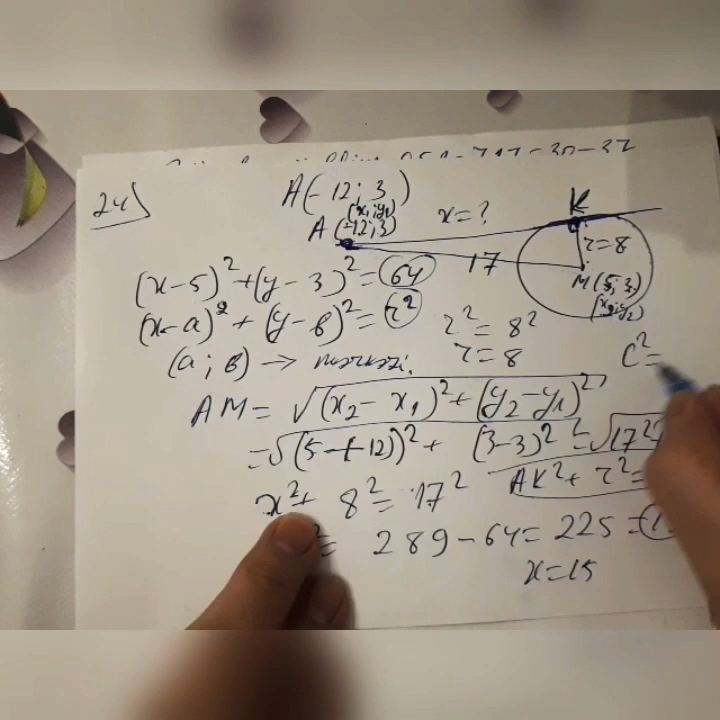 24)
A(-12; 3)
(x₁; y₁)
A (-12; 3)
x=?
K
r=8
17
M(5; 3)
(x₂; y₂)
(x-5)²+(y-3)²=64
(x-a)²+(y-b)²=r²
r²=8²
(a; b) →
r=8
C²=
AM=√(x₂-x₁)²+(y₂-y₁)²
=√(5-(-12))²+(3-3)²=√17²
AK²+r²=
x²+8²=17²
289-64=225=
x=15